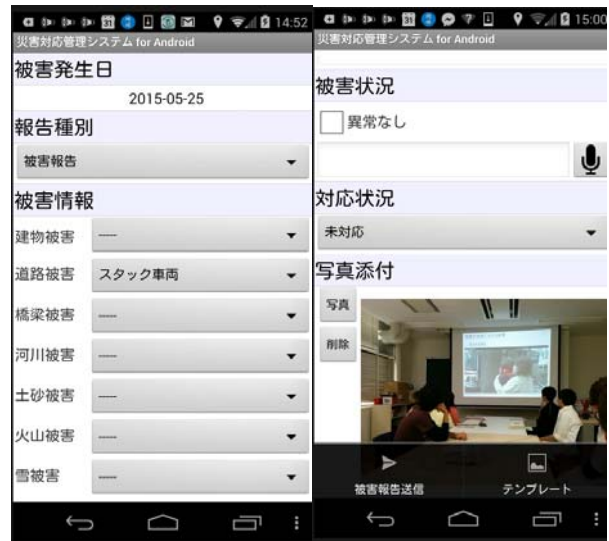 14:52
災害対応管理システム for Android
被害発生日
2015-05-25
報告種別
被害報告
被害情報
建物被害 ----
道路被害 スタック車両
橋梁被害 ----
河川被害 ----
土砂被害 ----
火山被害 ----
雪被害 ----
31 15:00
災害対応管理システム for Android
被害状況
異常なし
対応状況
未対応
写真添付
写真
削除
被害報告送信 テンプレート